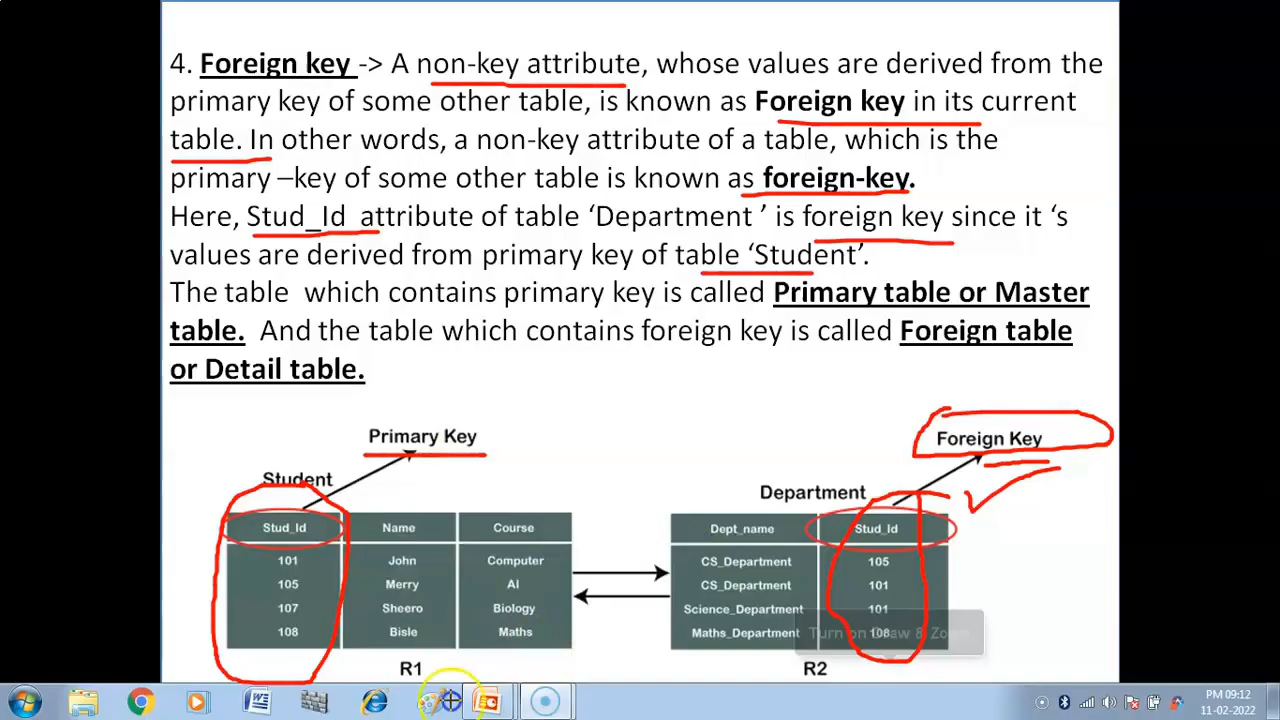 4. Foreign key -> A non-key attribute, whose values are derived from the
primary key of some other table, is known as Foreign key in its current
table. In other words, a non-key attribute of a table, which is the
primary –key of some other table is known as foreign-key.
Here, Stud_Id attribute of table ‘Department ’ is foreign key since it ‘s
values are derived from primary key of table ‘Student’.
The table which contains primary key is called Primary table or Master
table. And the table which contains foreign key is called Foreign table
or Detail table.
Primary Key
Foreign Key
Student
Department
Stud_Id Name Course
101 John Computer
105 Merry AI
107 Sheero Biology
108 Bisle Maths
R1
Dept_name Stud_Id
CS_Department 105
CS_Department 101
Science_Department 101
Maths_Department 108
Turn on Draw & Zoom
R2
PM 09:12
11-02-2022